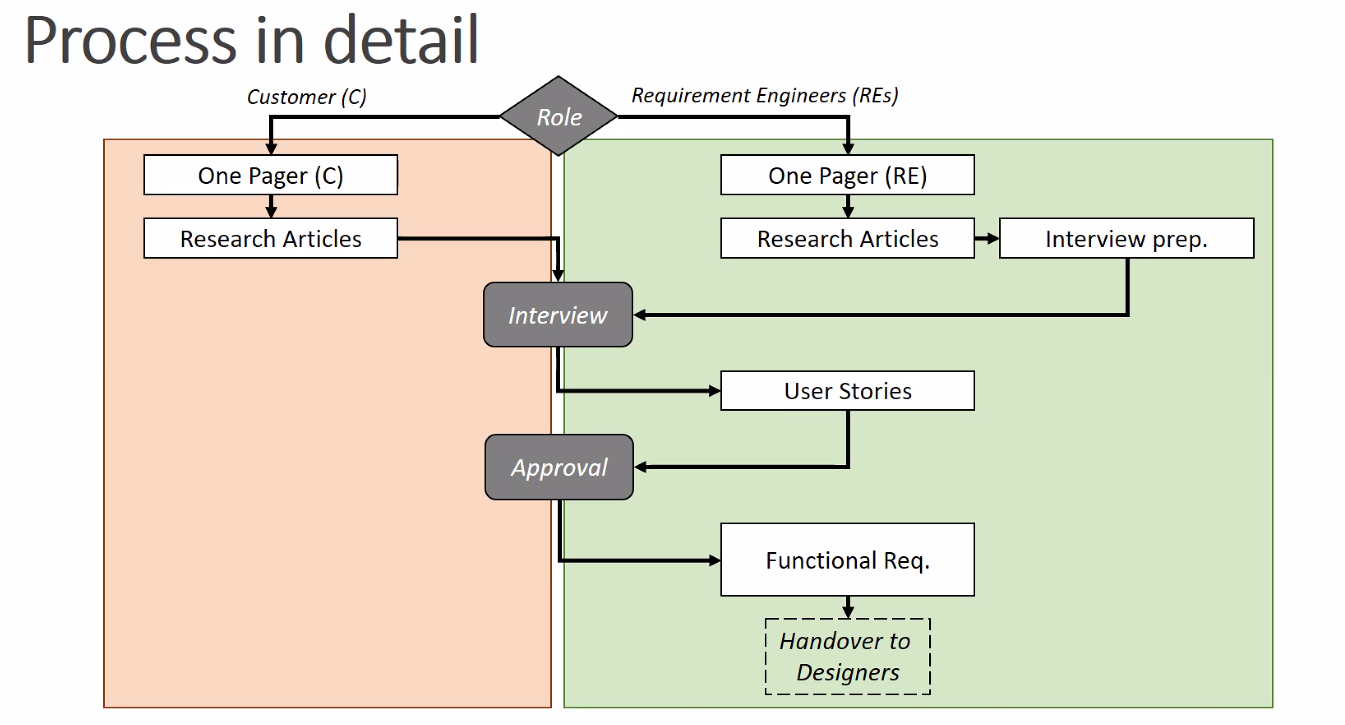 Process in detail
Customer (C)
Role
Requirement Engineers (REs)
One Pager (C)
One Pager (RE)
Research Articles
Research Articles
Interview prep.
Interview
User Stories
Approval
Functional Req.
Handover to
Designers